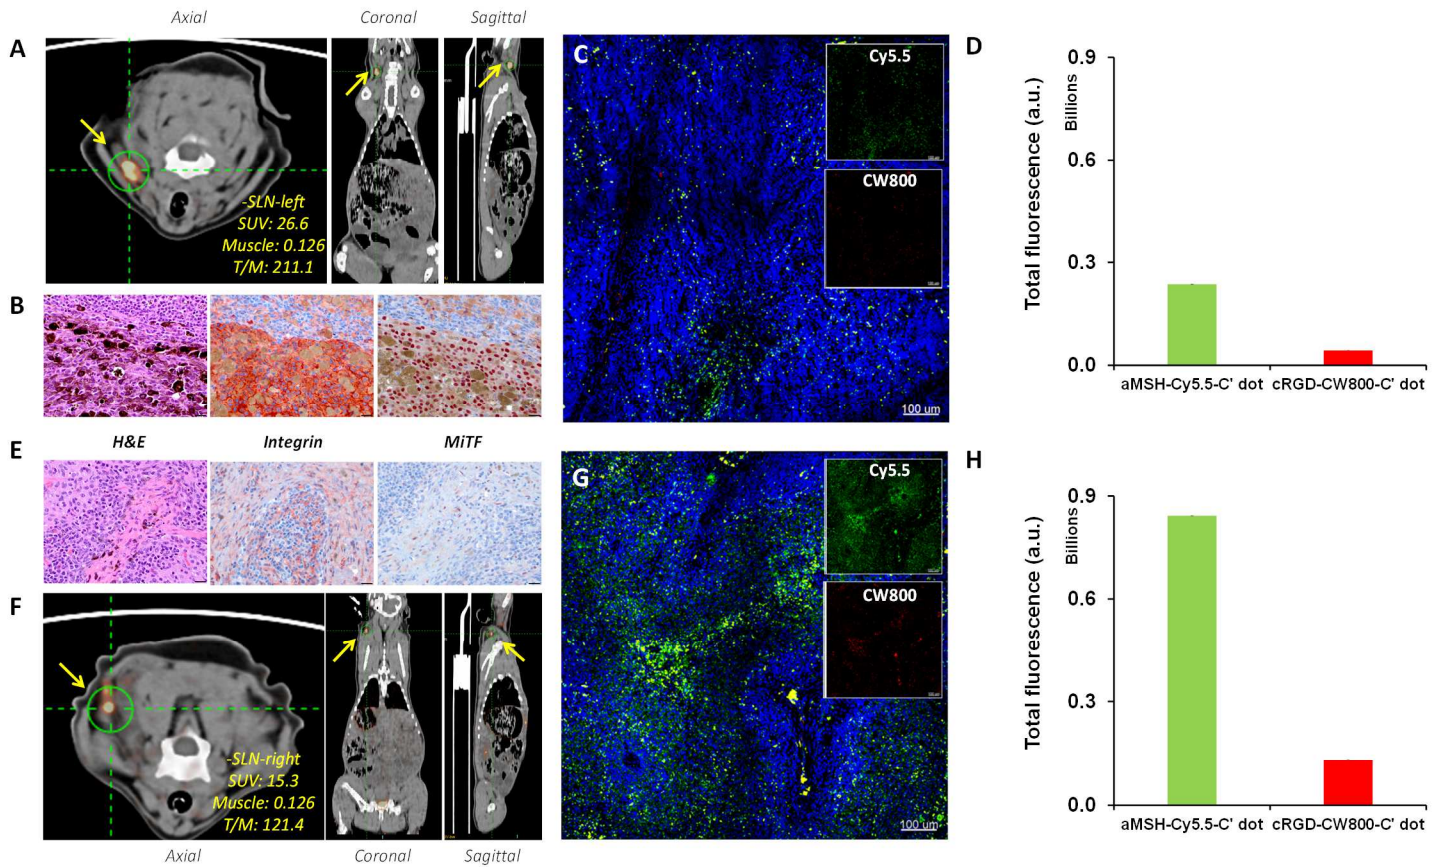 Axial
Coronal
Sagittal
A
-SLN-left
SUV: 26.6
Muscle: 0.126
T/M: 211.1
B
C
Cy5.5
CW800
100 um
D
Total fluorescence (a.u.)
Billions
0.9
0.6
0.3
0.0
aMSH-Cy5.5-C' dot
cRGD-CW800-C' dot
E
H&E
Integrin
MiTF
F
-SLN-right
SUV: 15.3
Muscle: 0.126
T/M: 121.4
Axial
Coronal
Sagittal
G
Cy5.5
CW800
100 um
H
Total fluorescence (a.u.)
Billions
0.9
0.6
0.3
0.0
aMSH-Cy5.5-C' dot
cRGD-CW800-C' dot